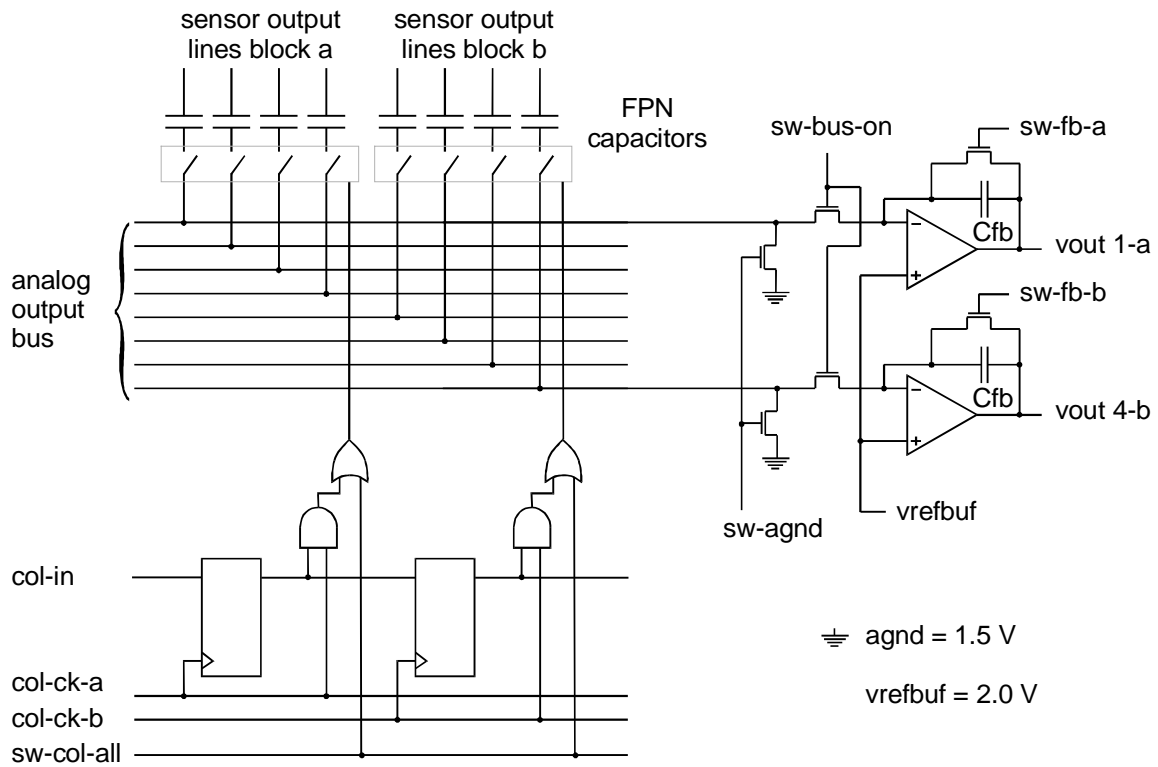 sensor output
lines block a
sensor output
lines block b
FPN
capacitors
sw-bus-on
sw-fb-a
Cfb
vout 1-a
−
+
analog
output
bus
sw-fb-b
Cfb
vout 4-b
−
+
vrefbuf
sw-agnd
col-in
agnd = 1.5 V
vrefbuf = 2.0 V
col-ck-a
col-ck-b
sw-col-all